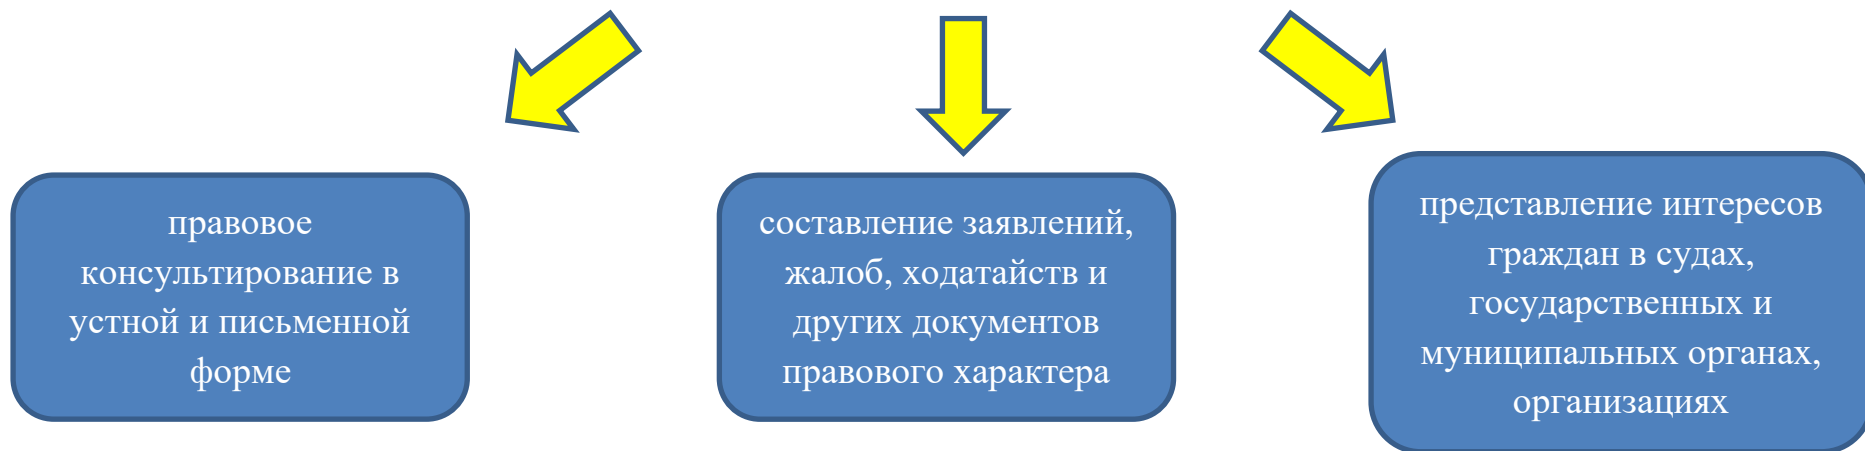 правовое
консультирование в
устной и письменной
форме
составление заявлений,
жалоб, ходатайств и
других документов
правового характера
представление интересов
граждан в судах,
государственных и
муниципальных органах,
организациях